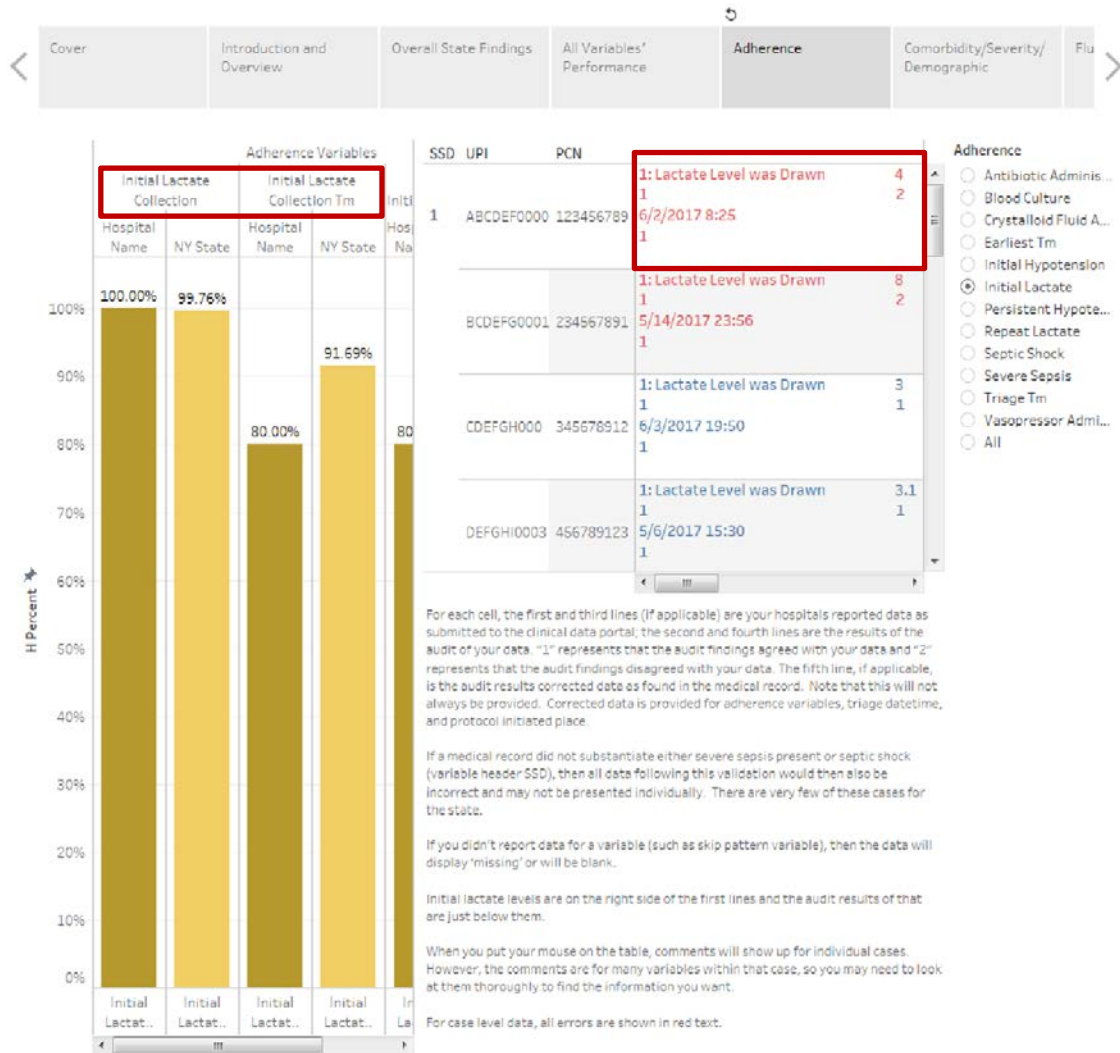 Cover
Introduction and
Overview
Overall State Findings
All Variables'
Performance
Adherence
Comorbidity/Severity/
Demographic
Flu
Adherence Variables
Initial Lactate
Collection
Initial Lactate
Collection Tm
Initi
Hospital
Name
NY State
Hospital
Name
NY State
Hos
Na
H Percent
100%
90%
80%
70%
60%
50%
40%
30%
20%
10%
0%
100.00%
99.76%
80.00%
91.69%
80
Initial
Lactat..
Initial
Lactat..
Initial
Lactat..
Initial
Lactat..
In
La
SSD UPI PCN
1 ABCDEF0000 123456789
1: Lactate Level was Drawn 4
1 2
6/2/2017 8:25
1
BCDEFG0001 234567891
1: Lactate Level was Drawn 8
1 2
5/14/2017 23:56
1
CDEFGH000 345678912
1: Lactate Level was Drawn 3
1 1
6/3/2017 19:50
1
DEFGHI0003 456789123
1: Lactate Level was Drawn 3.1
1 1
5/6/2017 15:30
1
Adherence
Antibiotic Adminis...
Blood Culture
Crystalloid Fluid A...
Earliest Tm
Initial Hypotension
Initial Lactate
Persistent Hypote...
Repeat Lactate
Septic Shock
Severe Sepsis
Triage Tm
Vasopressor Admi...
All
For each cell, the first and third lines (if applicable) are your hospitals reported data as
submitted to the clinical data portal; the second and fourth lines are the results of the
audit of your data. "1" represents that the audit findings agreed with your data and "2"
represents that the audit findings disagreed with your data. The fifth line, if applicable,
is the audit results corrected data as found in the medical record. Note that this will not
always be provided. Corrected data is provided for adherence variables, triage datetime,
and protocol initiated place.
If a medical record did not substantiate either severe sepsis present or septic shock
(variable header SSD), then all data following this validation would then also be
incorrect and may not be presented individually. There are very few of these cases for
the state.
If you didn't report data for a variable (such as skip pattern variable), then the data will
display 'missing' or will be blank.
Initial lactate levels are on the right side of the first lines and the audit results of that
are just below them.
When you put your mouse on the table, comments will show up for individual cases.
However, the comments are for many variables within that case, so you may need to look
at them thoroughly to find the information you want.
For case level data, all errors are shown in red text.